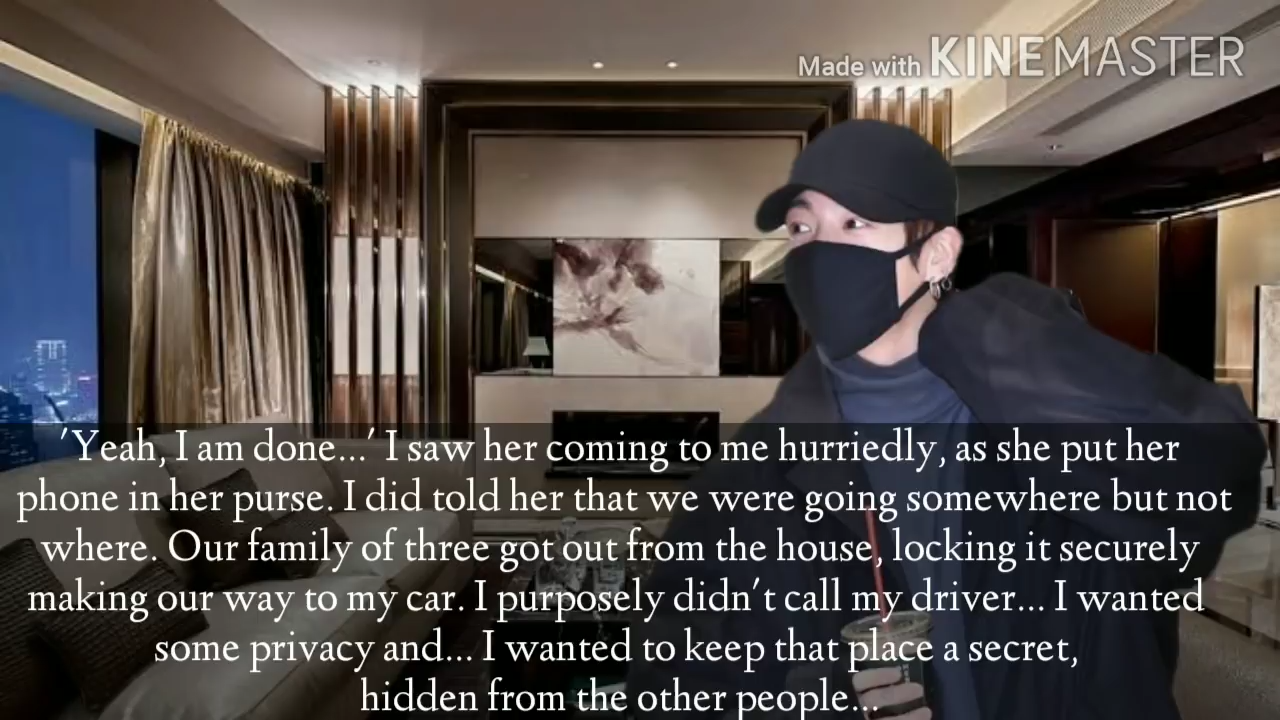 Made with KINEMASTER
'Yeah, I am done...' I saw her coming to me hurriedly, as she put her
phone in her purse. I did told her that we were going somewhere but not
where. Our family of three got out from the house, locking it securely
making our way to my car. I purposely didn't call my driver... I wanted
some privacy and... I wanted to keep that place a secret,
hidden from the other people...